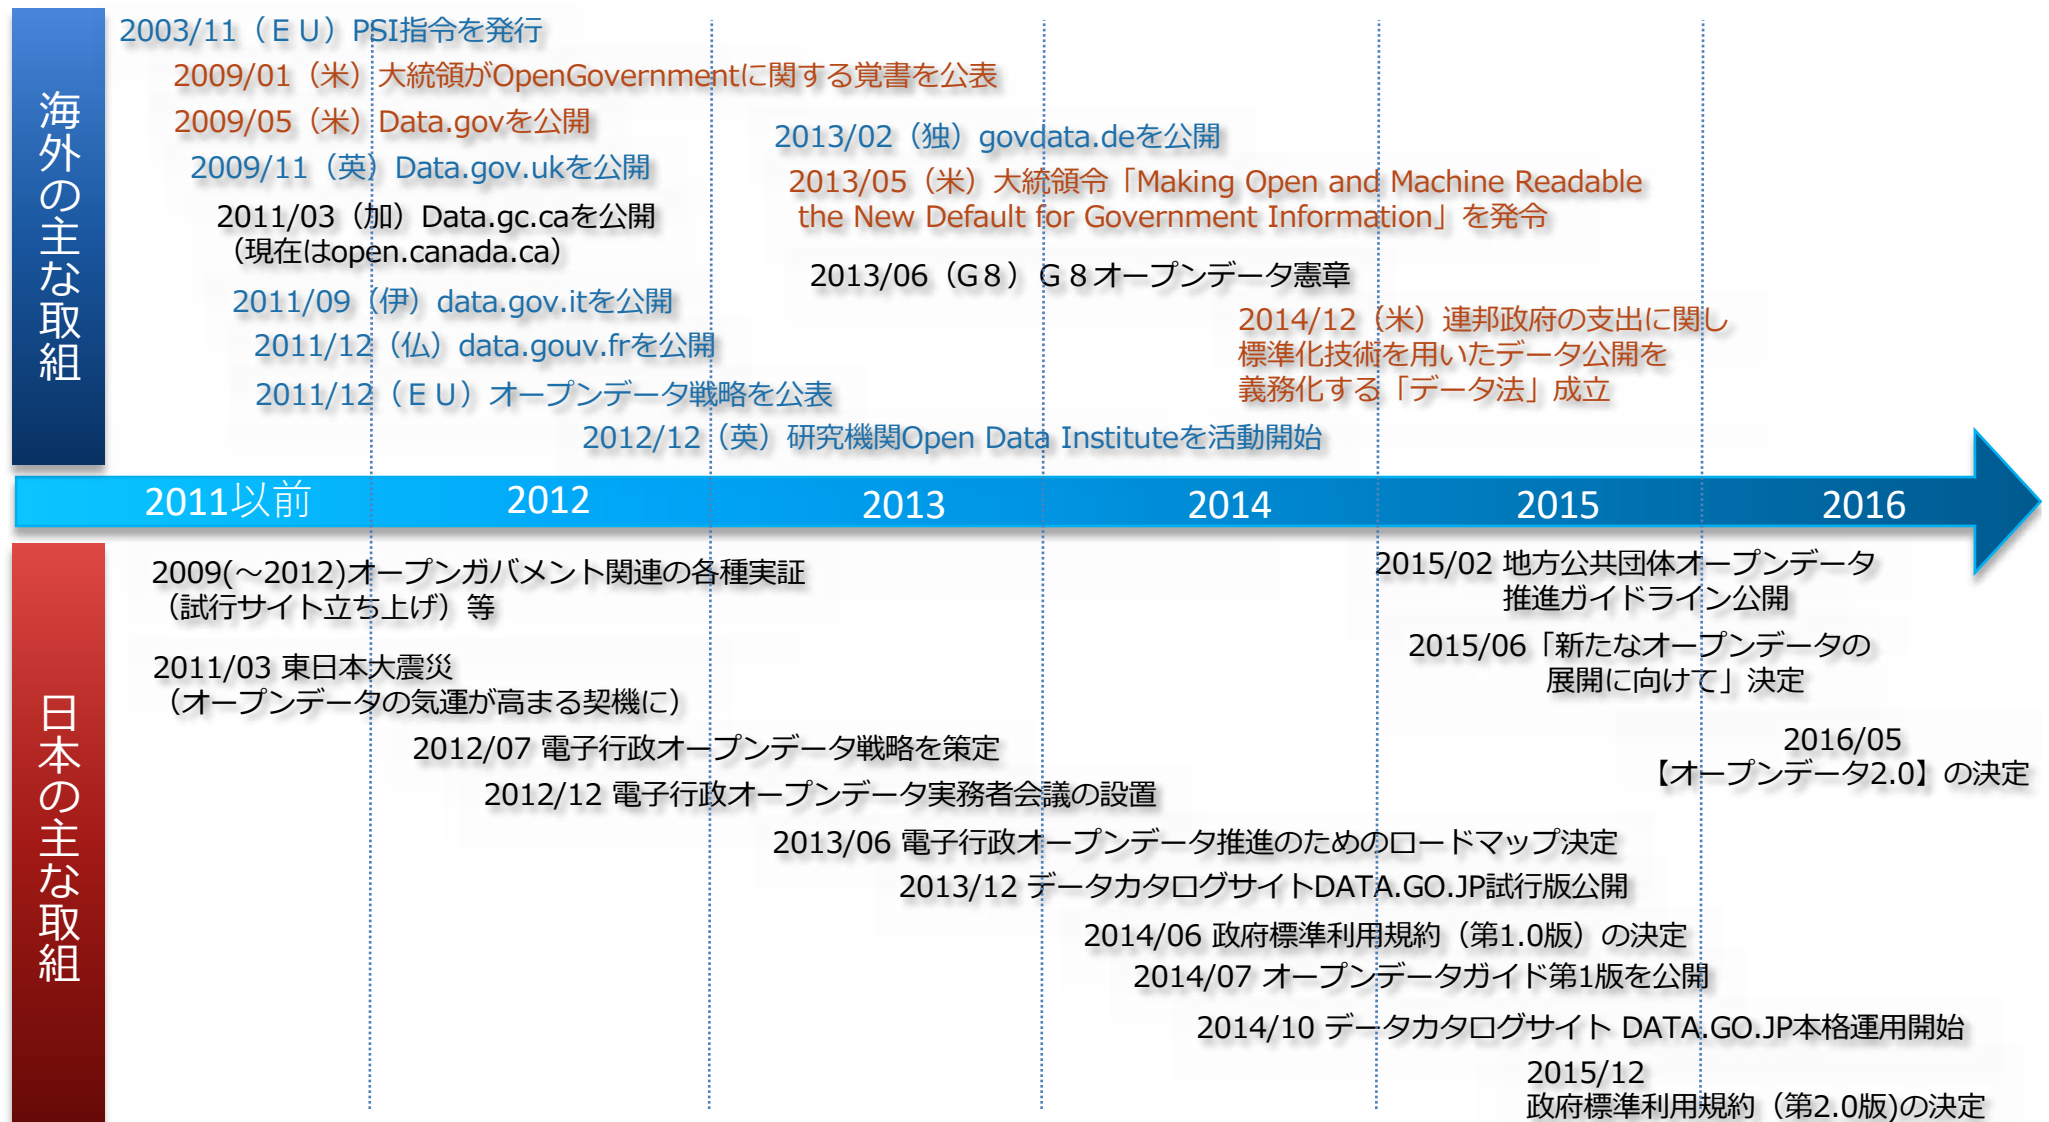 海外の主な取組
2003/11（ＥＵ）PSI指令を発行
2009/01（米）大統領がOpenGovernmentに関する覚書を公表
2009/05（米）Data.govを公開
2009/11（英）Data.gov.ukを公開
2011/03（加）Data.gc.caを公開
（現在はopen.canada.ca）
2011/09（伊）data.gov.itを公開
2011/12（仏）data.gouv.frを公開
2011/12（ＥＵ）オープンデータ戦略を公表
2012/12（英）研究機関Open Data Instituteを活動開始
2013/02（独）govdata.deを公開
2013/05（米）大統領令「Making Open and Machine Readable
the New Default for Government Information」を発令
2013/06（G８）Ｇ８オープンデータ憲章
2014/12（米）連邦政府の支出に関し
標準化技術を用いたデータ公開を
義務化する「データ法」成立
2011以前
2012
2013
2014
2015
2016
日本の主な取組
2009(～2012)オープンガバメント関連の各種実証
（試行サイト立ち上げ）等
2011/03 東日本大震災
（オープンデータの気運が高まる契機に）
2012/07 電子行政オープンデータ戦略を策定
2012/12 電子行政オープンデータ実務者会議の設置
2013/06 電子行政オープンデータ推進のためのロードマップ決定
2013/12 データカタログサイトDATA.GO.JP試行版公開
2014/06 政府標準利用規約（第1.0版）の決定
2014/07 オープンデータガイド第1版を公開
2014/10 データカタログサイト DATA.GO.JP本格運用開始
2015/02 地方公共団体オープンデータ
推進ガイドライン公開
2015/06「新たなオープンデータの
展開に向けて」決定
2015/12
政府標準利用規約（第2.0版)の決定
2016/05
【オープンデータ2.0】の決定